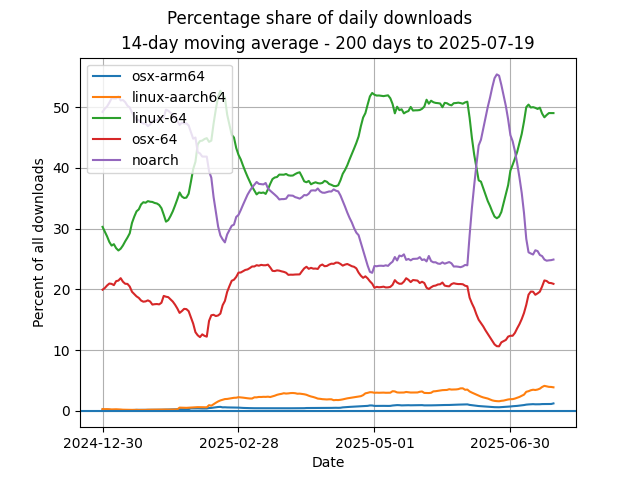 Percentage share of daily downloads
14-day moving average - 200 days to 2025-07-19
osx-arm64
linux-aarch64
linux-64
osx-64
noarch
Percent of all downloads
50
40
30
20
10
0
2024-12-30 2025-02-28 2025-05-01 2025-06-30
Date